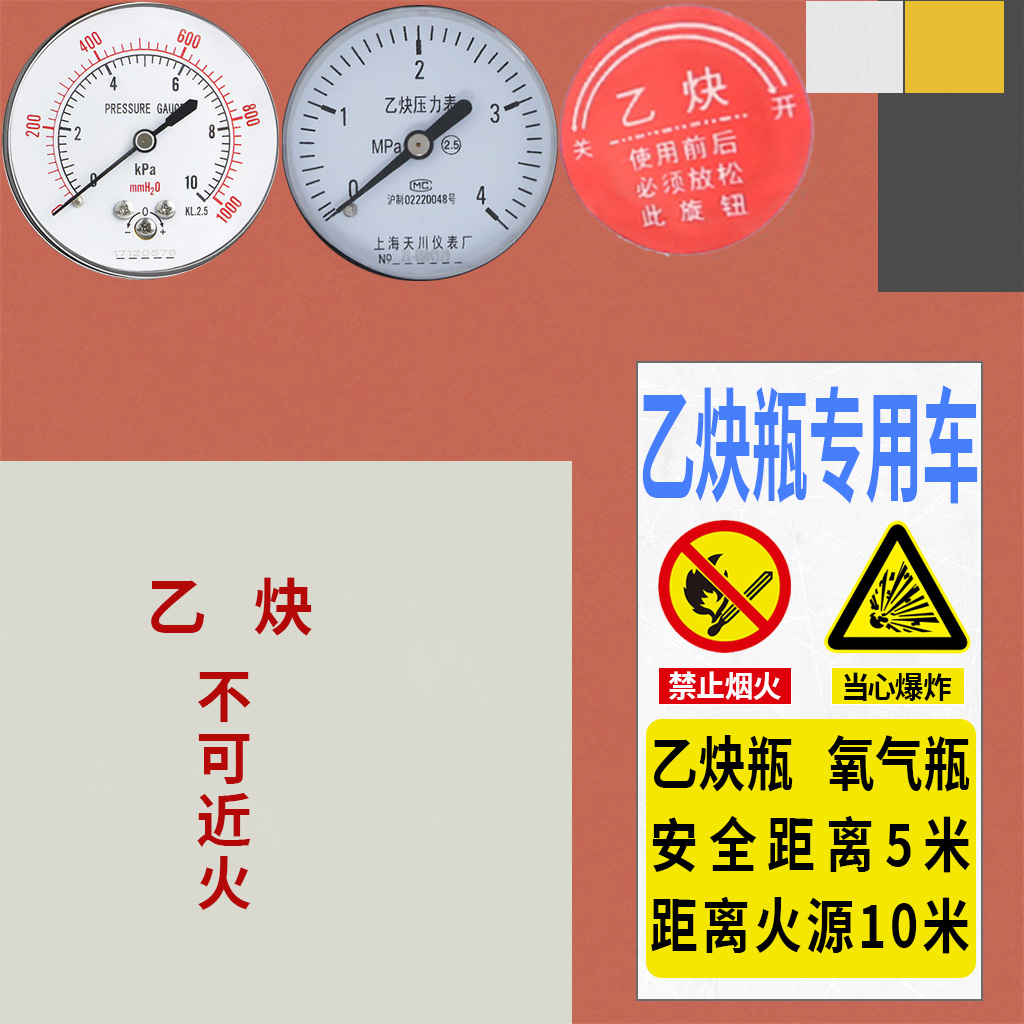 400
600
200
800
1000
4
6
2
8
0
10
PRESSURE GAUGE
kPa
mmH₂O
KL.2.5
0
- +
17120576
2
1
3
0
4
乙炔压力表
MPa
2.5
MC
沪制02220048号
上海天川仪表厂
№
乙炔
关
开
使用前后
必须放松
此旋钮
乙炔瓶专用车
禁止烟火
当心爆炸
乙炔瓶 氧气瓶
安全距离5米
距离火源10米
乙 炔
不
可
近
火